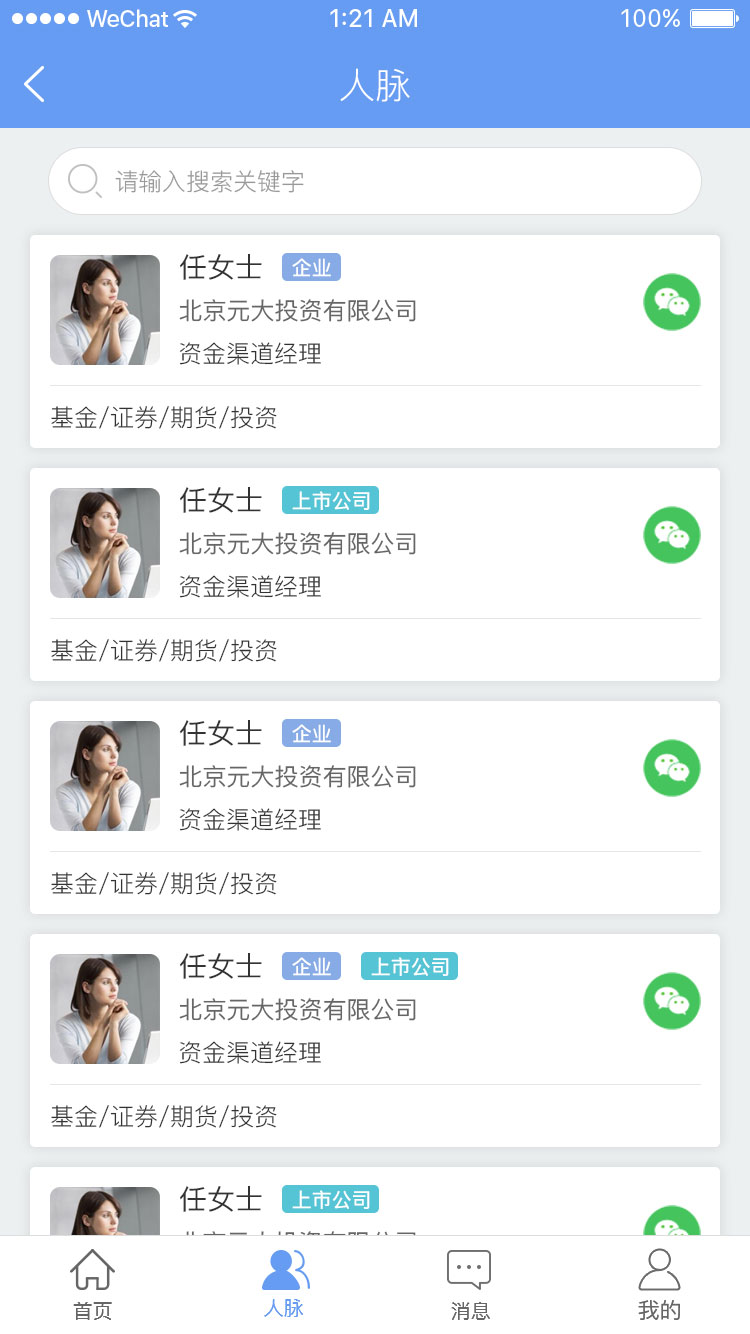 WeChat 1:21 AM 100%
人脉
请输入搜索关键字
任女士 企业
北京元大投资有限公司
资金渠道经理
基金/证券/期货/投资
任女士 上市公司
北京元大投资有限公司
资金渠道经理
基金/证券/期货/投资
任女士 企业
北京元大投资有限公司
资金渠道经理
基金/证券/期货/投资
任女士 企业 上市公司
北京元大投资有限公司
资金渠道经理
基金/证券/期货/投资
任女士 上市公司
首页 人脉 消息 我的